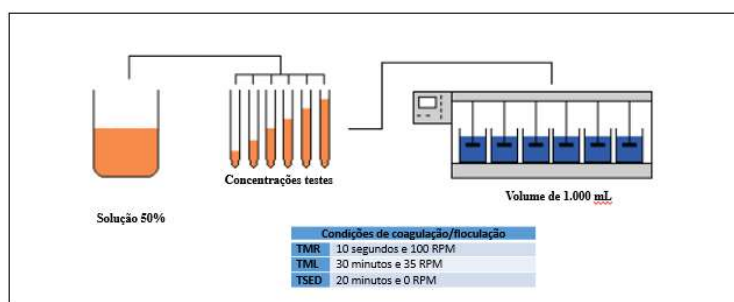 Concentrações testes
Volume de 1.000 mL
Solução 50%
Condições de coagulação/floculação
TMR 10 segundos e 100 RPM
TML 30 minutos e 35 RPM
TSED 20 minutos e 0 RPM